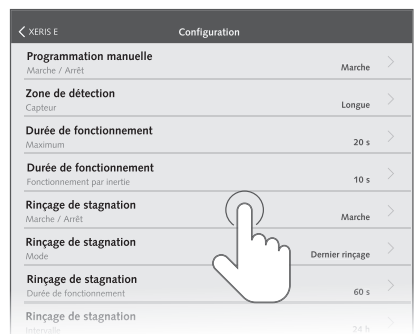 XERIS E Configuration
Programmation manuelle
Marche / Arrêt Marche
Zone de détection
Capteur Longue
Durée de fonctionnement
Maximum 20 s
Durée de fonctionnement
Fonctionnement par inertie 10 s
Rinçage de stagnation
Marche / Arrêt Marche
Rinçage de stagnation
Mode Dernier rinçage
Rinçage de stagnation
Durée de fonctionnement 60 s
Rinçage de stagnation
Intervalle 24 h